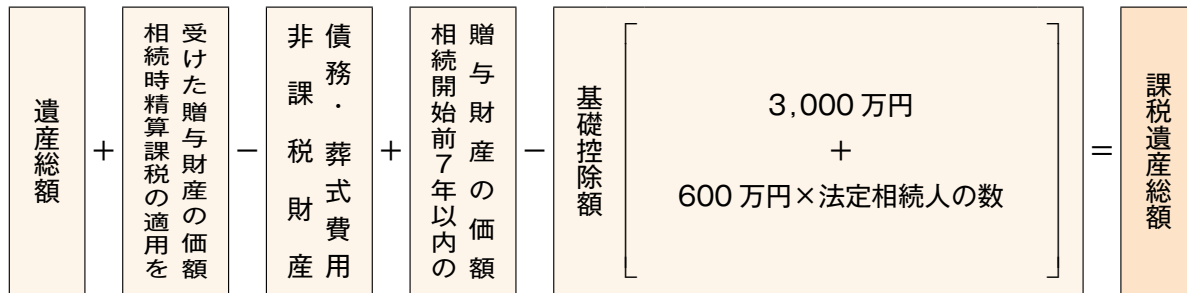 遺産総額
+
相続時精算課税の適用を
受けた贈与財産の価額
−
債務・葬式費用
非課税財産
+
相続開始前7年以内の
贈与財産の価額
−
基礎控除額
3,000万円
+
600万円×法定相続人の数
=
課税遺産総額